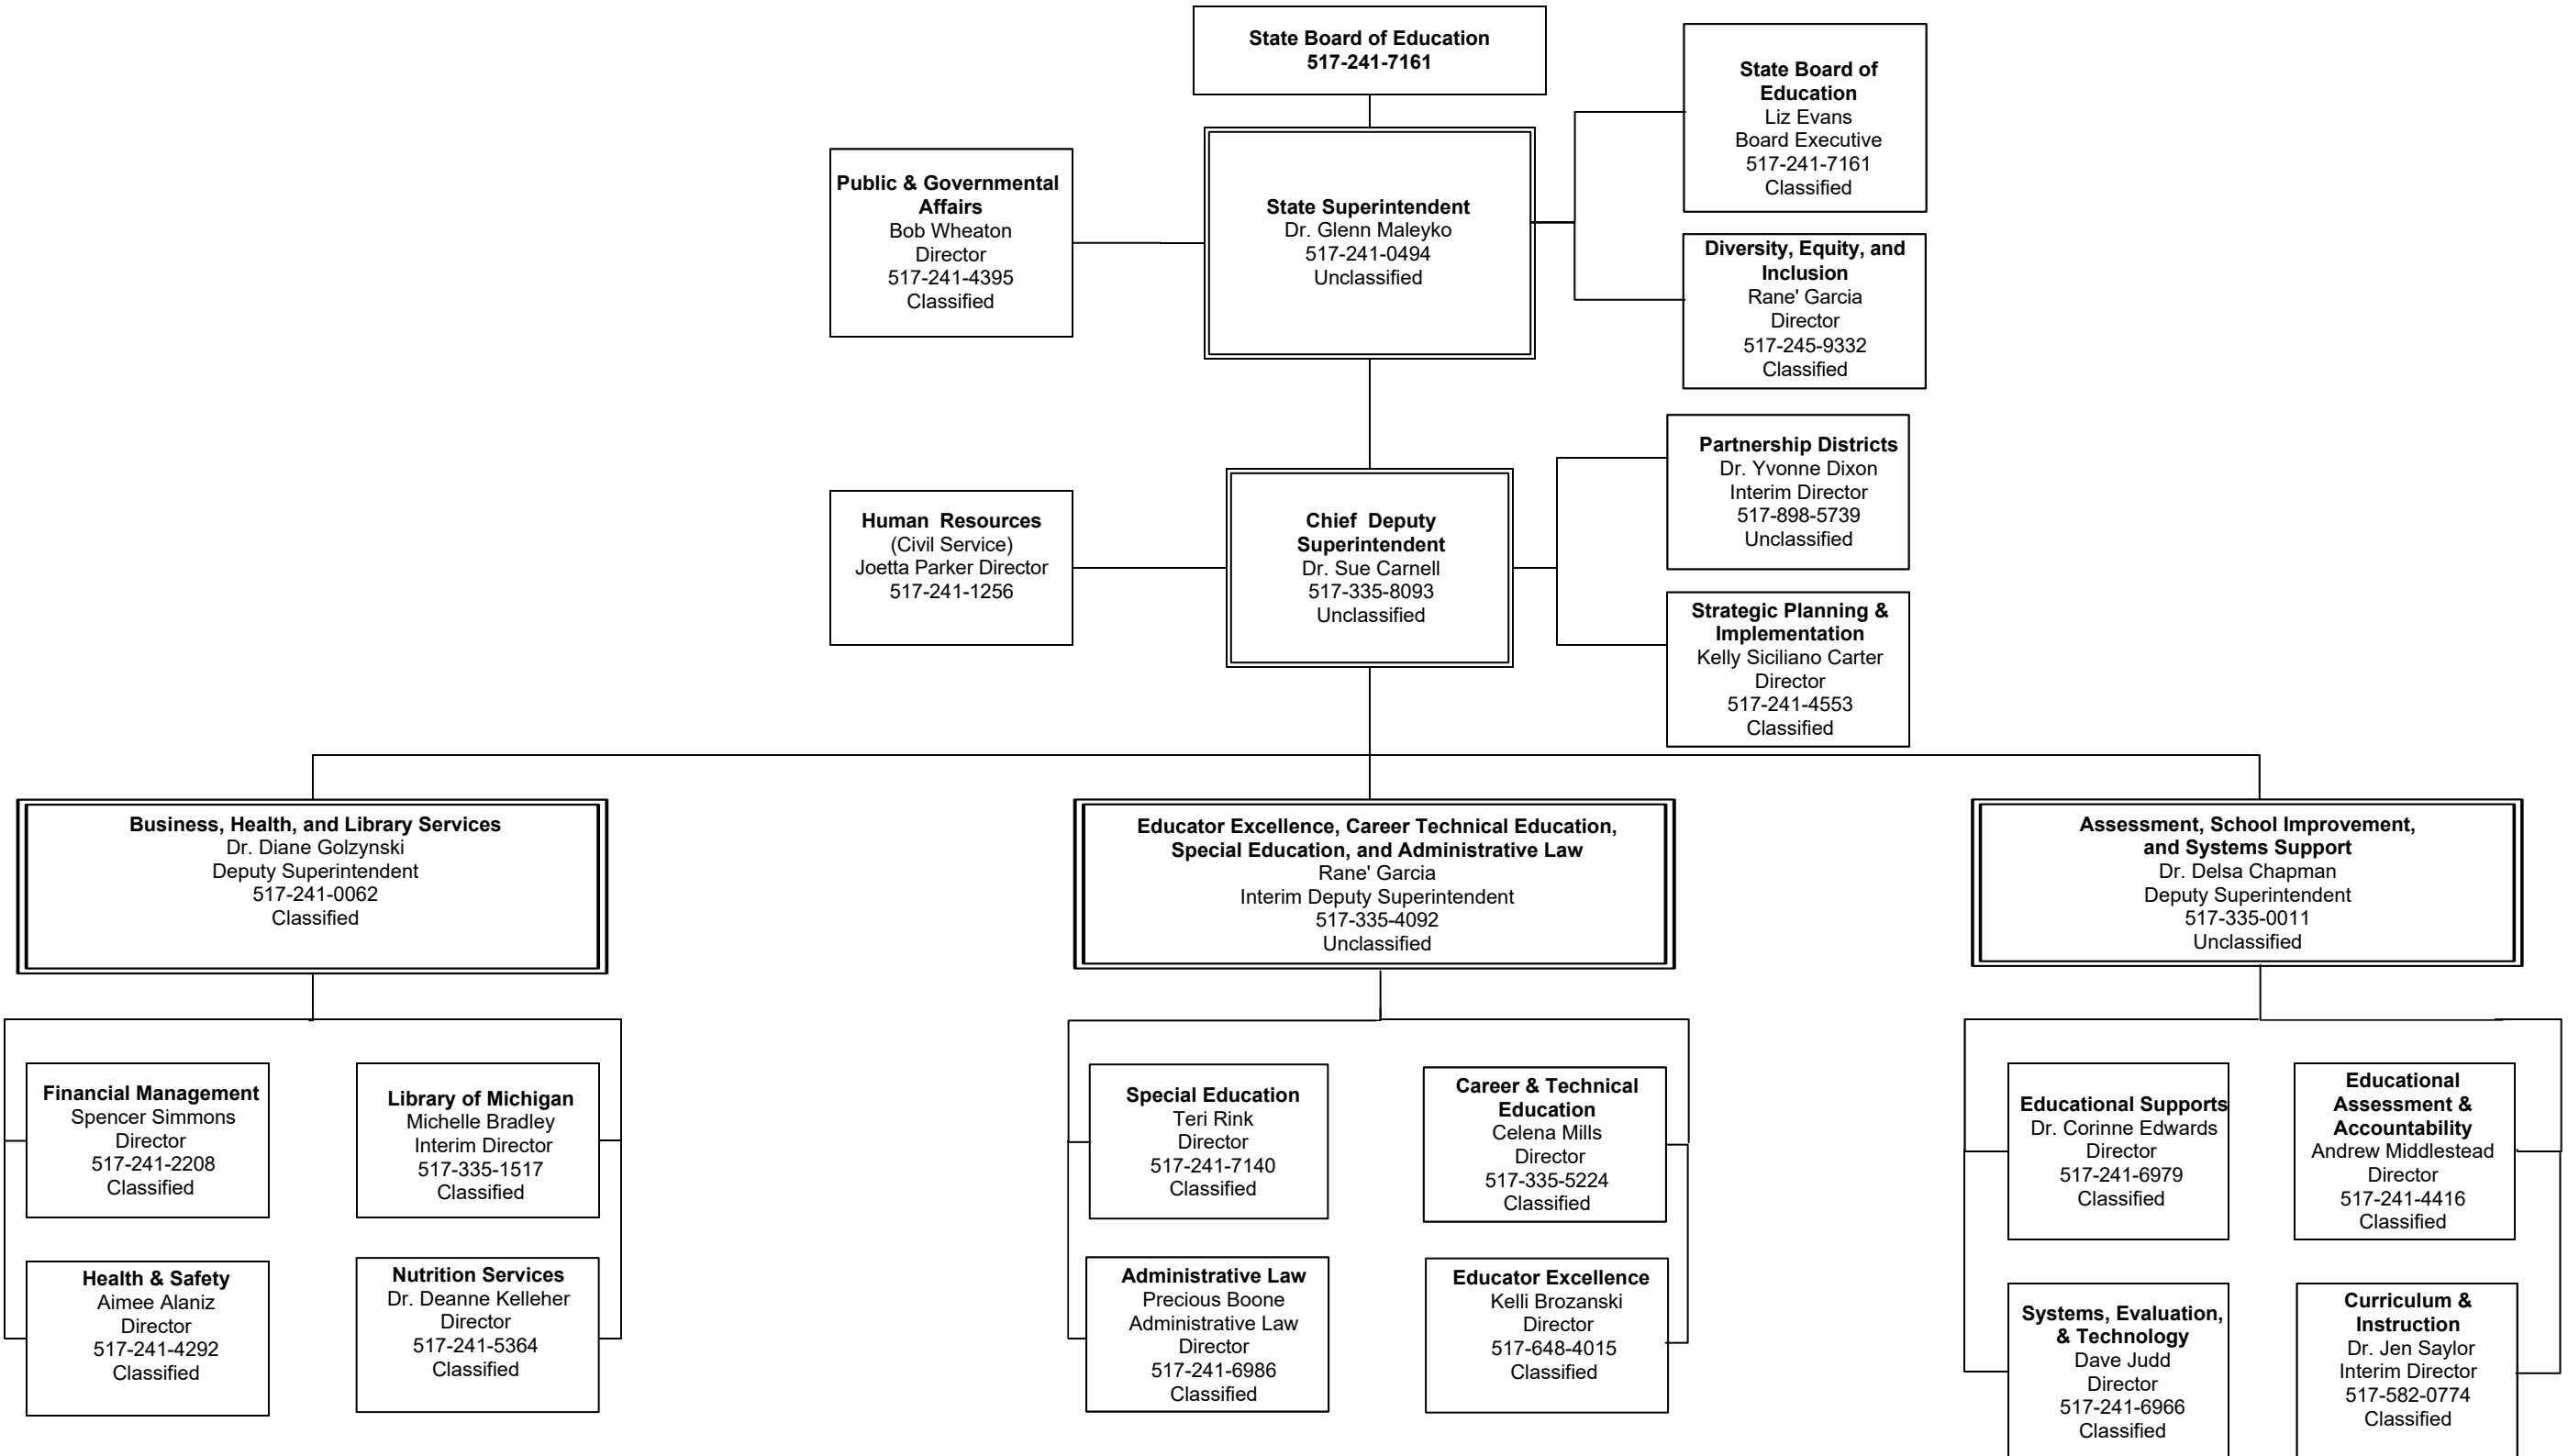 State Board of Education
517-241-7161
State Board of
Education
Liz Evans
Board Executive
517-241-7161
Classified
Public & Governmental
Affairs
Bob Wheaton
Director
517-241-4395
Classified
State Superintendent
Dr. Glenn Maleyko
517-241-0494
Unclassified
Diversity, Equity, and
Inclusion
Rane' Garcia
Director
517-245-9332
Classified
Partnership Districts
Dr. Yvonne Dixon
Interim Director
517-898-5739
Unclassified
Human  Resources
(Civil Service)
Joetta Parker Director
517-241-1256
Chief  Deputy
Superintendent
Dr. Sue Carnell
517-335-8093
Unclassified
Strategic Planning &
Implementation
Kelly Siciliano Carter
Director
517-241-4553
Classified
Business, Health, and Library Services
Dr. Diane Golzynski
Deputy Superintendent
517-241-0062
Classified
Educator Excellence, Career Technical Education,
Special Education, and Administrative Law
Rane' Garcia
Interim Deputy Superintendent
517-335-4092
Unclassified
Assessment, School Improvement,
and Systems Support
Dr. Delsa Chapman
Deputy Superintendent
517-335-0011
Unclassified
Financial Management
Spencer Simmons
Director
517-241-2208
Classified
Library of Michigan
Michelle Bradley
Interim Director
517-335-1517
Classified
Special Education
Teri Rink
Director
517-241-7140
Classified
Career & Technical
Education
Celena Mills
Director
517-335-5224
Classified
Educational Supports
Dr. Corinne Edwards
Director
517-241-6979
Classified
Educational
Assessment &
Accountability
Andrew Middlestead
Director
517-241-4416
Classified
Health & Safety
Aimee Alaniz
Director
517-241-4292
Classified
Nutrition Services
Dr. Deanne Kelleher
Director
517-241-5364
Classified
Administrative Law
Precious Boone
Administrative Law
Director
517-241-6986
Classified
Educator Excellence
Kelli Brozanski
Director
517-648-4015
Classified
Systems, Evaluation,
& Technology
Dave Judd
Director
517-241-6966
Classified
Curriculum &
Instruction
Dr. Jen Saylor
Interim Director
517-582-0774
Classified